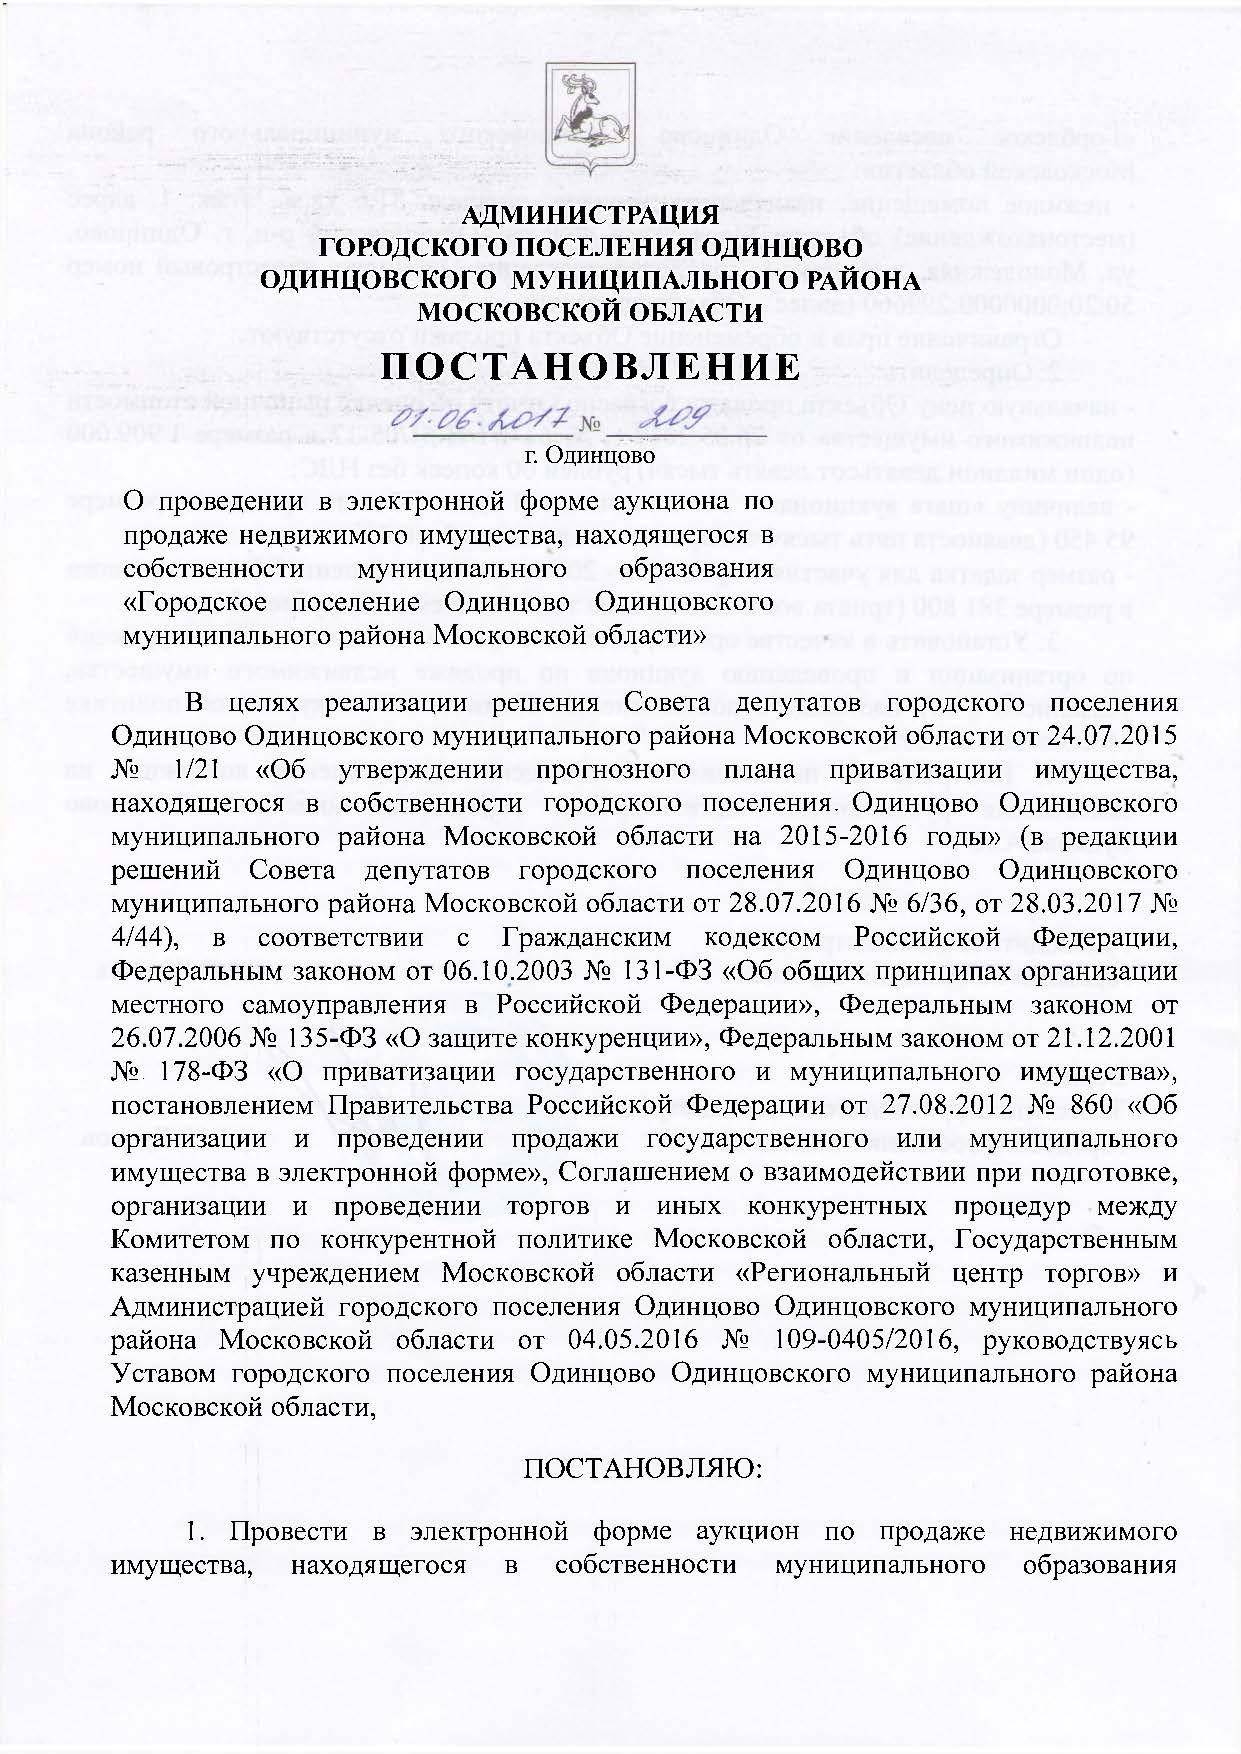 АДМИНИСТРАЦИЯ
ГОРОДСКОГО ПОСЕЛЕНИЯ ОДИНЦОВО
ОДИНЦОВСКОГО МУНИЦИПАЛЬНОГО РАЙОНА
МОСКОВСКОЙ ОБЛАСТИ
ПОСТАНОВЛЕНИЕ
01.06.2017 № 209
г. Одинцово
О проведении в электронной форме аукциона по
продаже недвижимого имущества, находящегося в
собственности муниципального образования
«Городское поселение Одинцово Одинцовского
муниципального района Московской области»
В целях реализации решения Совета депутатов городского поселения
Одинцово Одинцовского муниципального района Московской области от 24.07.2015
№ 1/21 «Об утверждении прогнозного плана приватизации имущества,
находящегося в собственности городского поселения Одинцово Одинцовского
муниципального района Московской области на 2015-2016 годы» (в редакции
решений Совета депутатов городского поселения Одинцово Одинцовского
муниципального района Московской области от 28.07.2016 № 6/36, от 28.03.2017 №
4/44), в соответствии с Гражданским кодексом Российской Федерации,
Федеральным законом от 06.10.2003 № 131-ФЗ «Об общих принципах организации
местного самоуправления в Российской Федерации», Федеральным законом от
26.07.2006 № 135-ФЗ «О защите конкуренции», Федеральным законом от 21.12.2001
№ 178-ФЗ «О приватизации государственного и муниципального имущества»,
постановлением Правительства Российской Федерации от 27.08.2012 № 860 «Об
организации и проведении продажи государственного или муниципального
имущества в электронной форме», Соглашением о взаимодействии при подготовке,
организации и проведении торгов и иных конкурентных процедур между
Комитетом по конкурентной политике Московской области, Государственным
казенным учреждением Московской области «Региональный центр торгов» и
Администрацией городского поселения Одинцово Одинцовского муниципального
района Московской области от 04.05.2016 № 109-0405/2016, руководствуясь
Уставом городского поселения Одинцово Одинцовского муниципального района
Московской области,
ПОСТАНОВЛЯЮ:
1. Провести в электронной форме аукцион по продаже недвижимого
имущества, находящегося в собственности муниципального образования